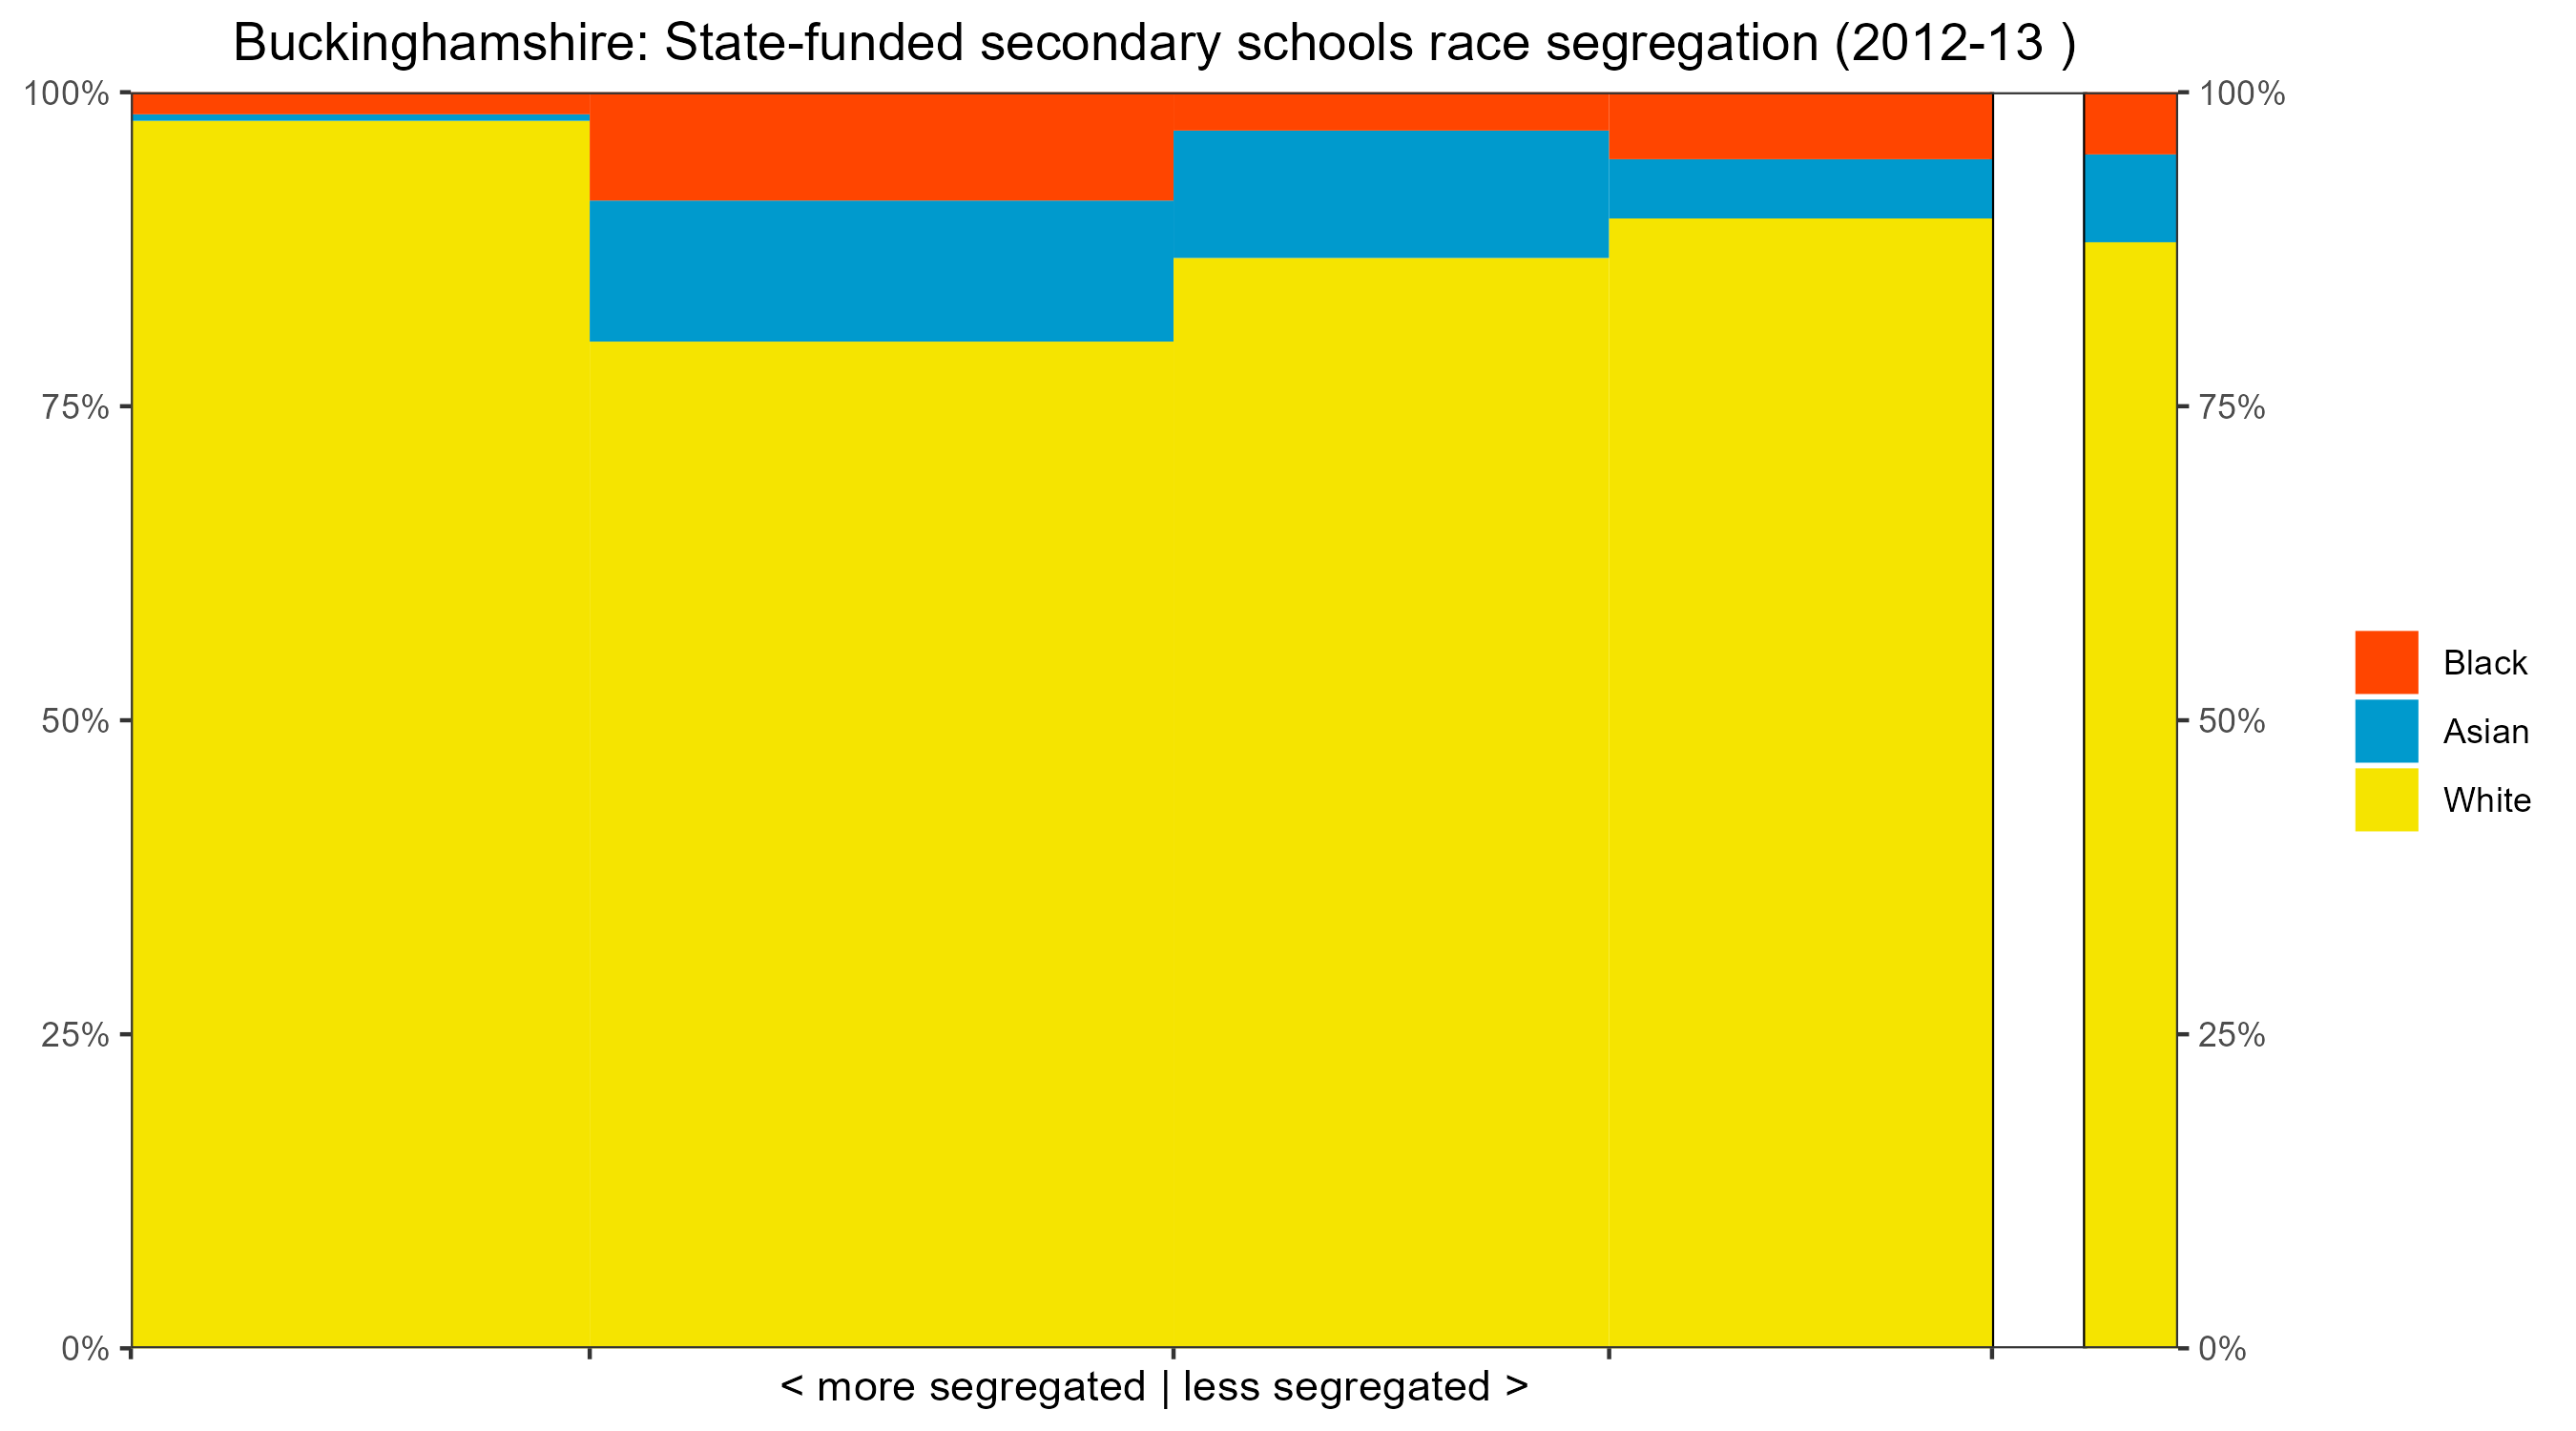 Buckinghamshire: State-funded secondary schools race segregation (2012-13 )
100%
75%
50%
25%
0%
100%
75%
50%
25%
0%
Black
Asian
White
< more segregated | less segregated >